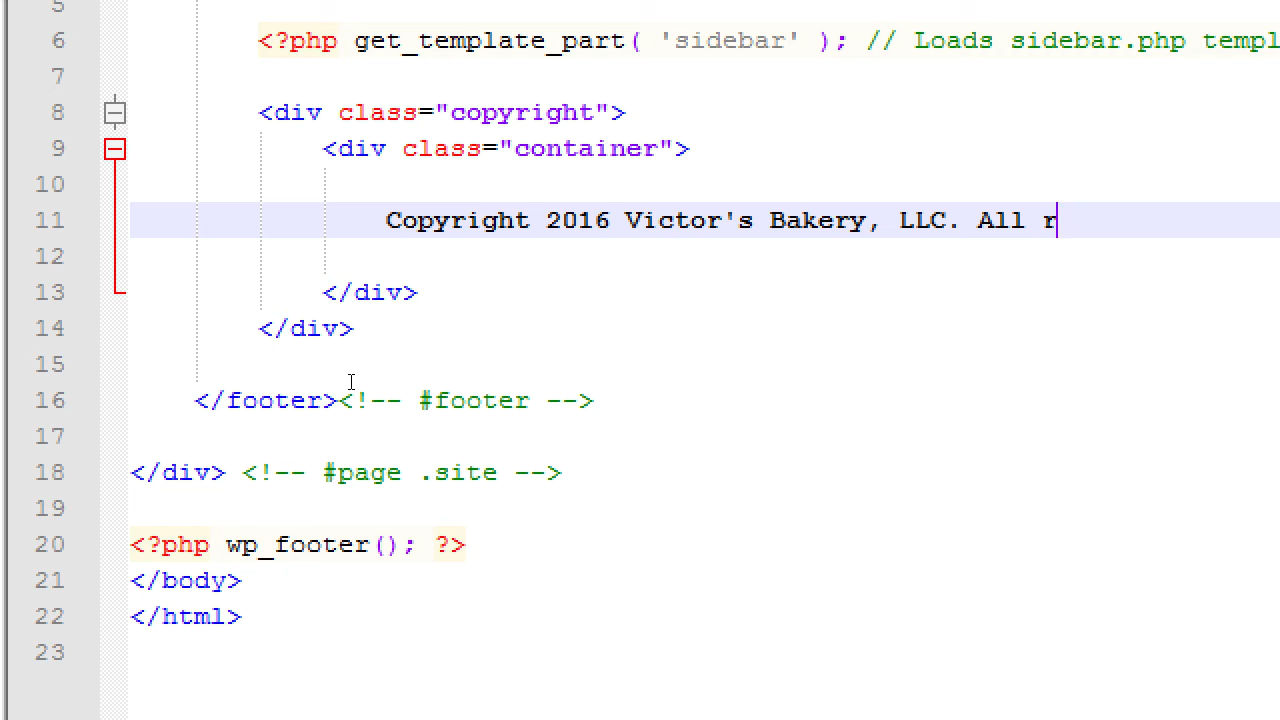 5
6 <?php get_template_part( 'sidebar' ); // Loads sidebar.php templ
7
8 <div class="copyright">
9 <div class="container">
10
11 Copyright 2016 Victor's Bakery, LLC. All r
12
13 </div>
14 </div>
15
16 </footer><!-- #footer -->
17
18 </div> <!-- #page .site -->
19
20 <?php wp_footer(); ?>
21 </body>
22 </html>
23